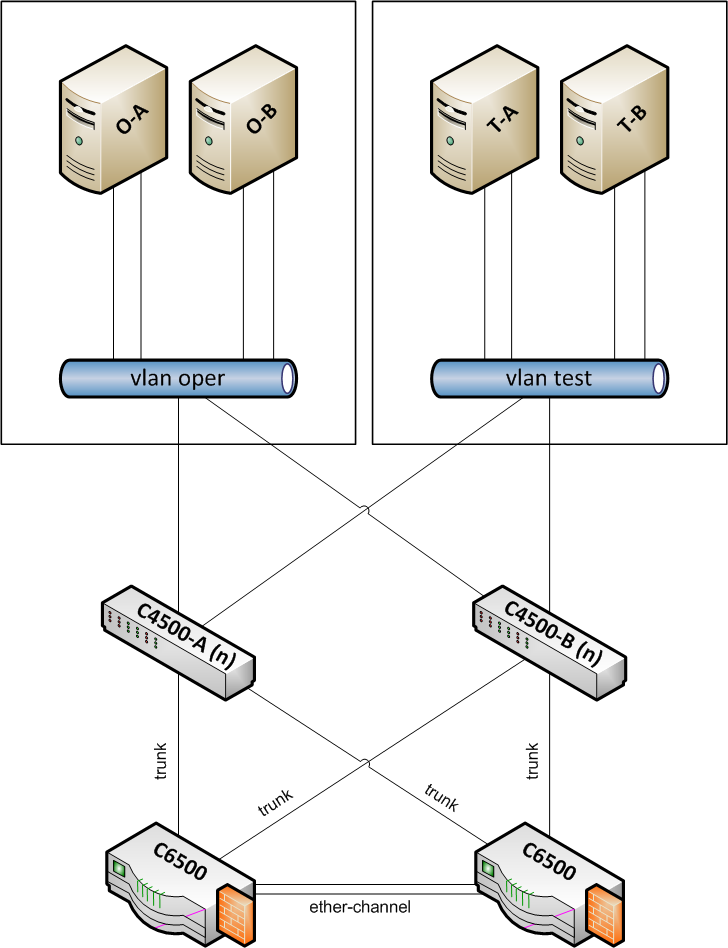 O-A
O-B
T-A
T-B
vlan oper
vlan test
C4500-A (n)
C4500-B (n)
trunk
trunk
trunk
trunk
C6500
C6500
ether-channel